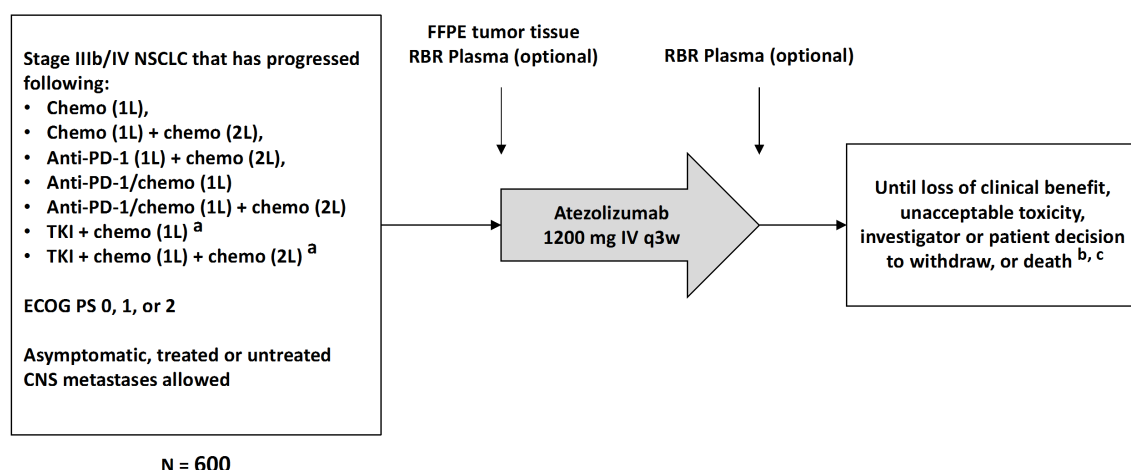 Stage IIIb/IV NSCLC that has progressed
following:
• Chemo (1L),
• Chemo (1L) + chemo (2L),
• Anti-PD-1 (1L) + chemo (2L),
• Anti-PD-1/chemo (1L)
• Anti-PD-1/chemo (1L) + chemo (2L)
• TKI + chemo (1L) a
• TKI + chemo (1L) + chemo (2L) a
ECOG PS 0, 1, or 2
Asymptomatic, treated or untreated
CNS metastases allowed
N = 600
FFPE tumor tissue
RBR Plasma (optional)
RBR Plasma (optional)
Atezolizumab
1200 mg IV q3w
Until loss of clinical benefit,
unacceptable toxicity,
investigator or patient decision
to withdraw, or death b, c